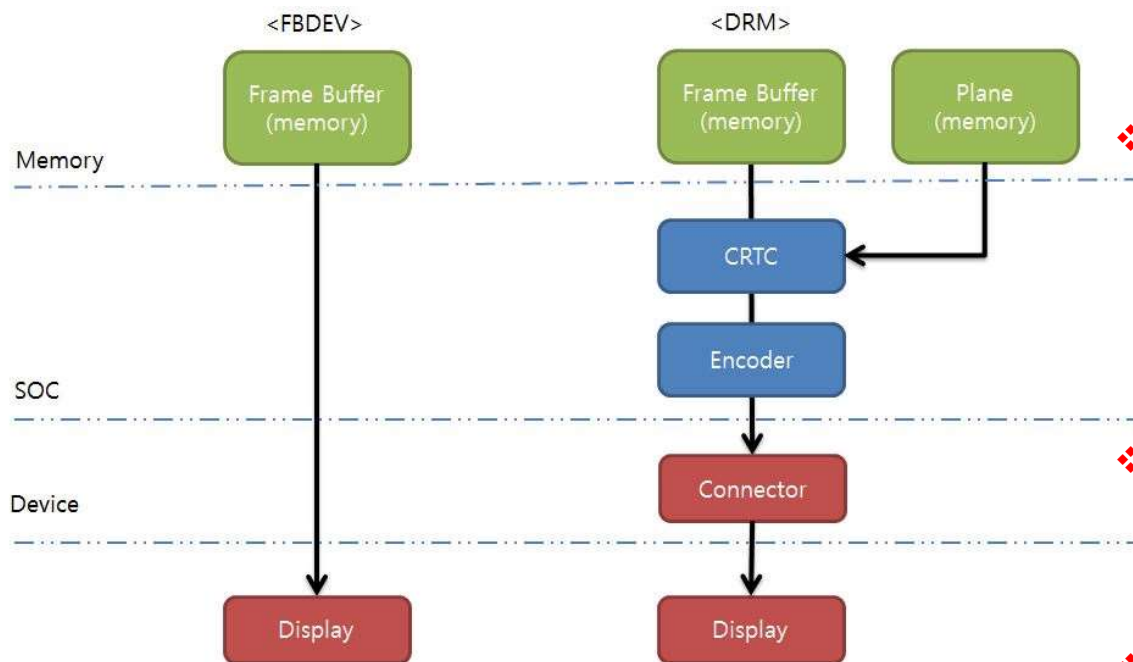 <FBDEV>
<DRM>
Frame Buffer
(memory)
Frame Buffer
(memory)
Plane
(memory)
Memory
CRTC
Encoder
SOC
Connector
Device
Display
Display